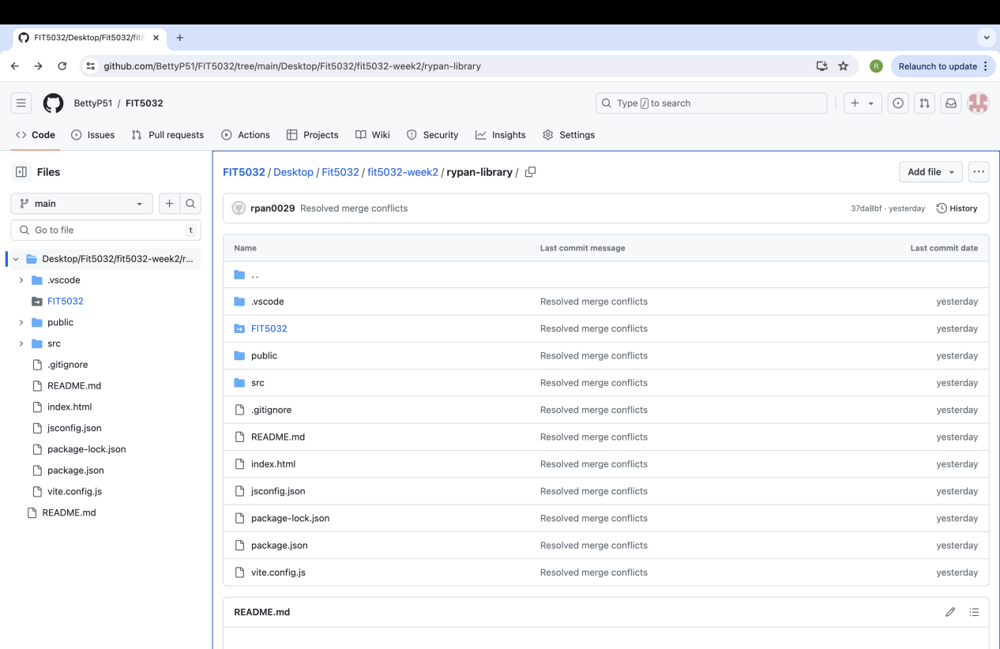 FIT5032/Desktop/Fit5032/fit5
github.com/BettyP51/FIT5032/tree/main/Desktop/Fit5032/fit5032-week2/rypan-library
R
Relaunch to update
BettyP51 / FIT5032
Type / to search
Code
Issues
Pull requests
Actions
Projects
Wiki
Security
Insights
Settings
Files
FIT5032 / Desktop / Fit5032 / fit5032-week2 / rypan-library /
Add file
main
rpan0029 Resolved merge conflicts
37da8bf · yesterday
History
Go to file
t
Name Last commit message Last commit date
Desktop/Fit5032/fit5032-week2/r...
.vscode
FIT5032
public
src
.gitignore
README.md
index.html
jsconfig.json
package-lock.json
package.json
vite.config.js
README.md
..
.vscode Resolved merge conflicts yesterday
FIT5032 Resolved merge conflicts yesterday
public Resolved merge conflicts yesterday
src Resolved merge conflicts yesterday
.gitignore Resolved merge conflicts yesterday
README.md Resolved merge conflicts yesterday
index.html Resolved merge conflicts yesterday
jsconfig.json Resolved merge conflicts yesterday
package-lock.json Resolved merge conflicts yesterday
package.json Resolved merge conflicts yesterday
vite.config.js Resolved merge conflicts yesterday
README.md